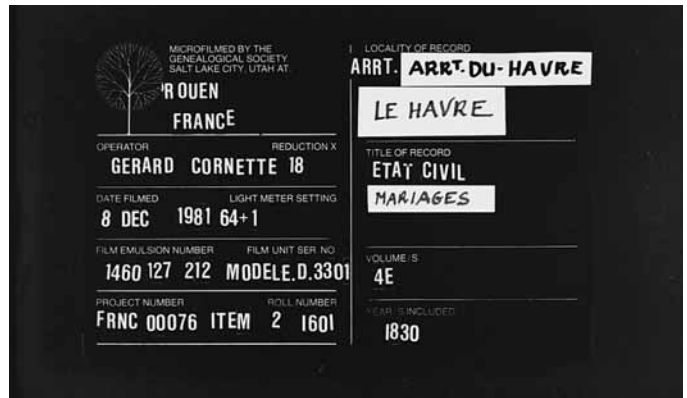 MICROFILMED BY THE
GENEALOGICAL SOCIETY
SALT LAKE CITY, UTAH AT.
ROUEN
FRANCE
OPERATOR REDUCTION X
GERARD CORNETTE 18
DATE FILMED LIGHT METER SETTING
8 DEC 1981 64+1
FILM EMULSION NUMBER FILM UNIT SER. NO.
1460 127 212 MODELE.D.3301
PROJECT NUMBER ROLL NUMBER
FRNC 00076 ITEM 2 1601
LOCALITY OF RECORD
ARRT. ARRT. DU-HAVRE
LE HAVRE
TITLE OF RECORD
ETAT CIVIL
MARIAGES
VOLUME/S
4E
YEAR/S INCLUDED
1830